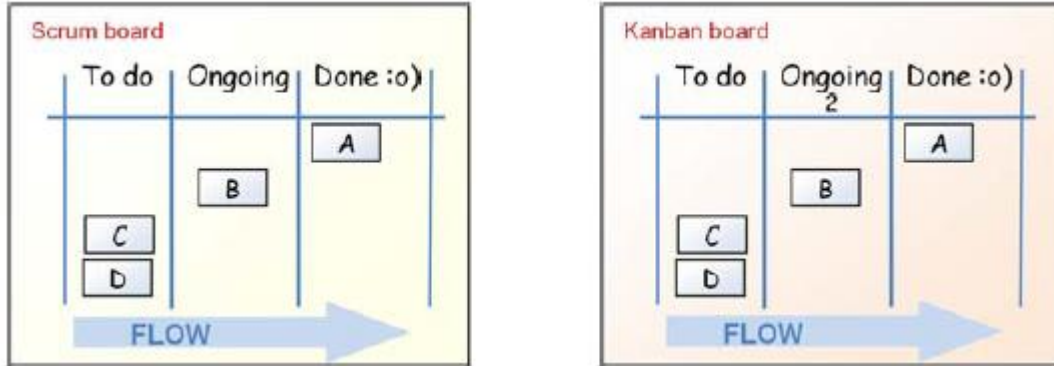 Scrum board
To do Ongoing Done :o)
A
B
C
D
FLOW
Kanban board
To do Ongoing Done :o)
2
A
B
C
D
FLOW